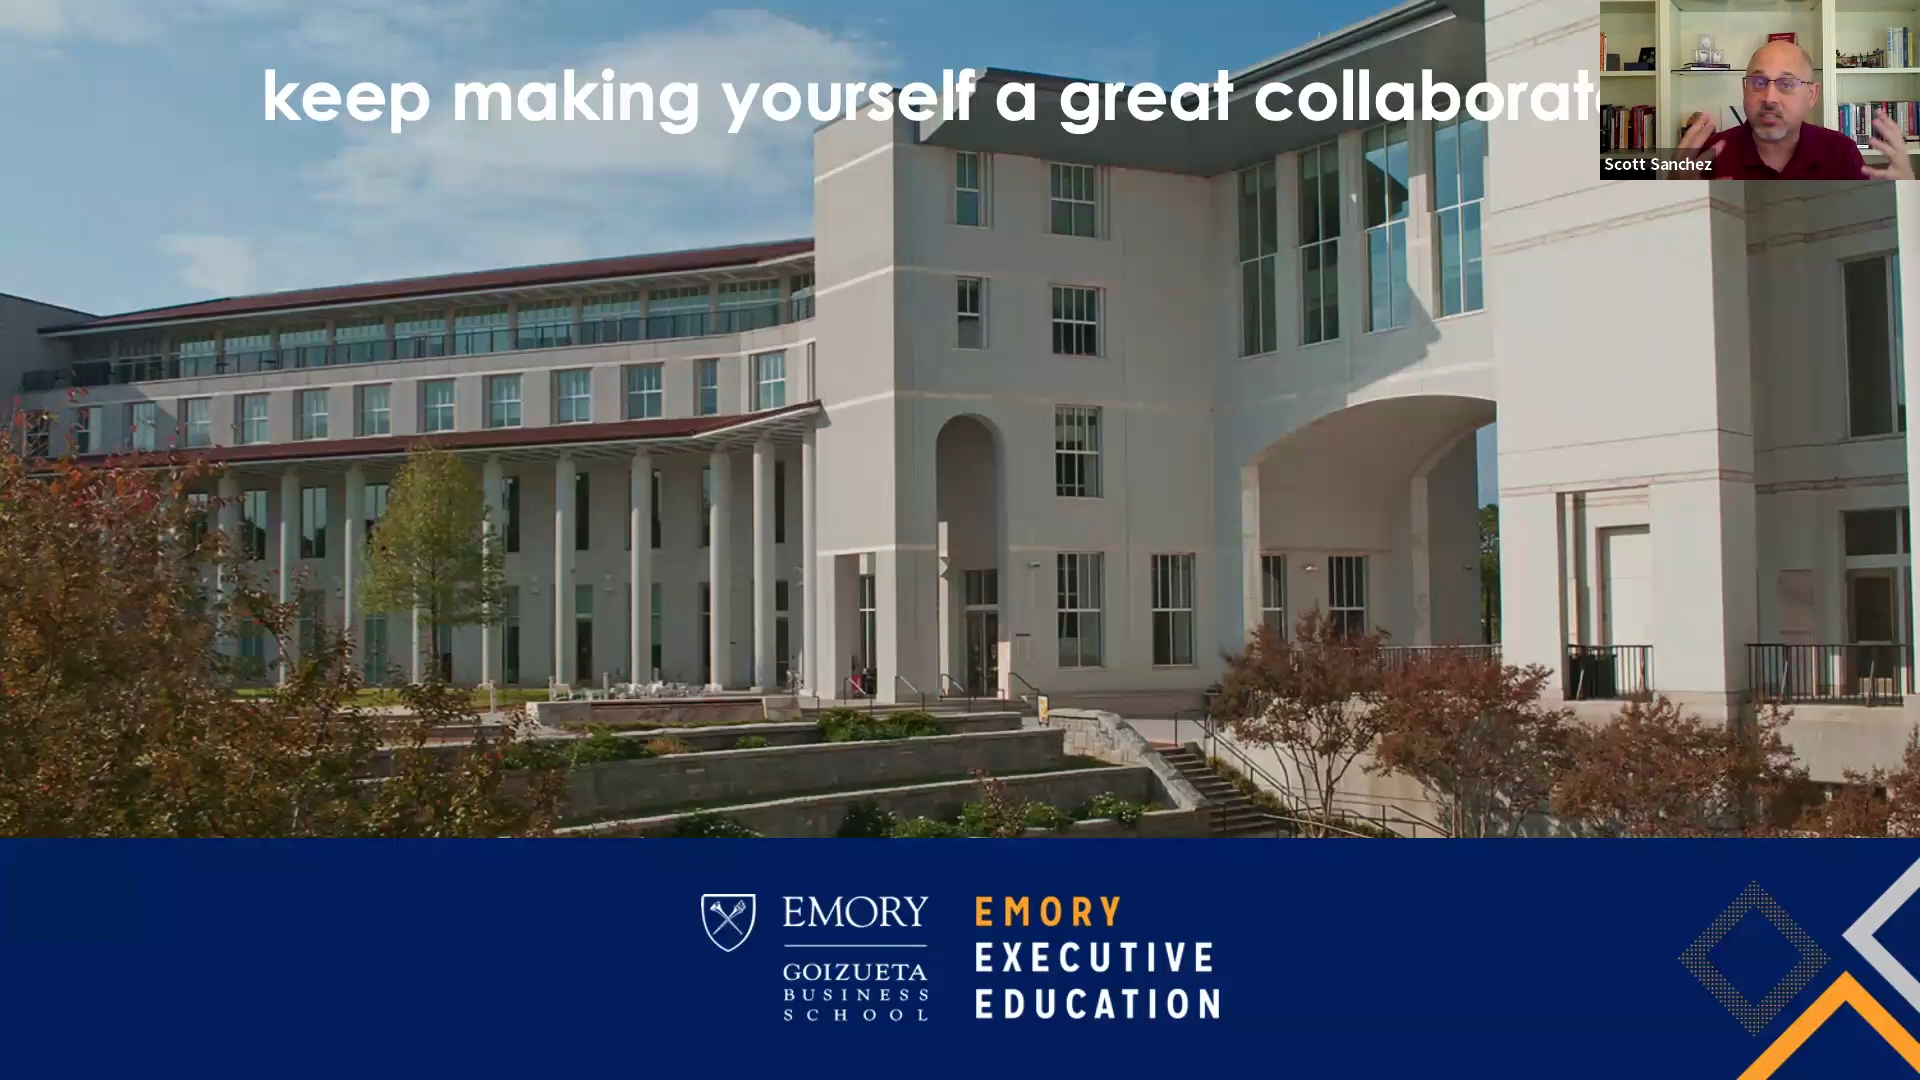 keep making yourself a great collaborat
Scott Sanchez
EMORY
GOIZUETA
BUSINESS
SCHOOL
EMORY
EXECUTIVE
EDUCATION